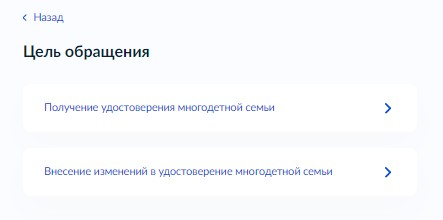 Назад
Цель обращения
Получение удостоверения многодетной семьи
Внесение изменений в удостоверение многодетной семьи